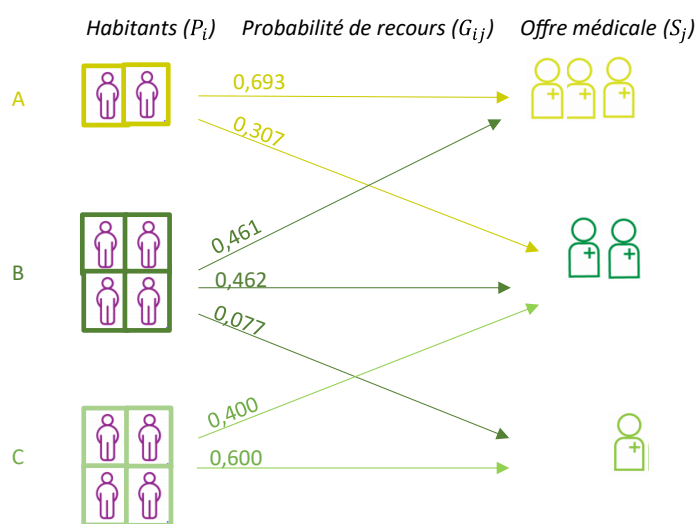 Habitants (Pᵢ) Probabilité de recours (Gᵢⱼ) Offre médicale (Sⱼ)
A
0,693
0,307
B
0,461
0,462
0,077
C
0,400
0,600